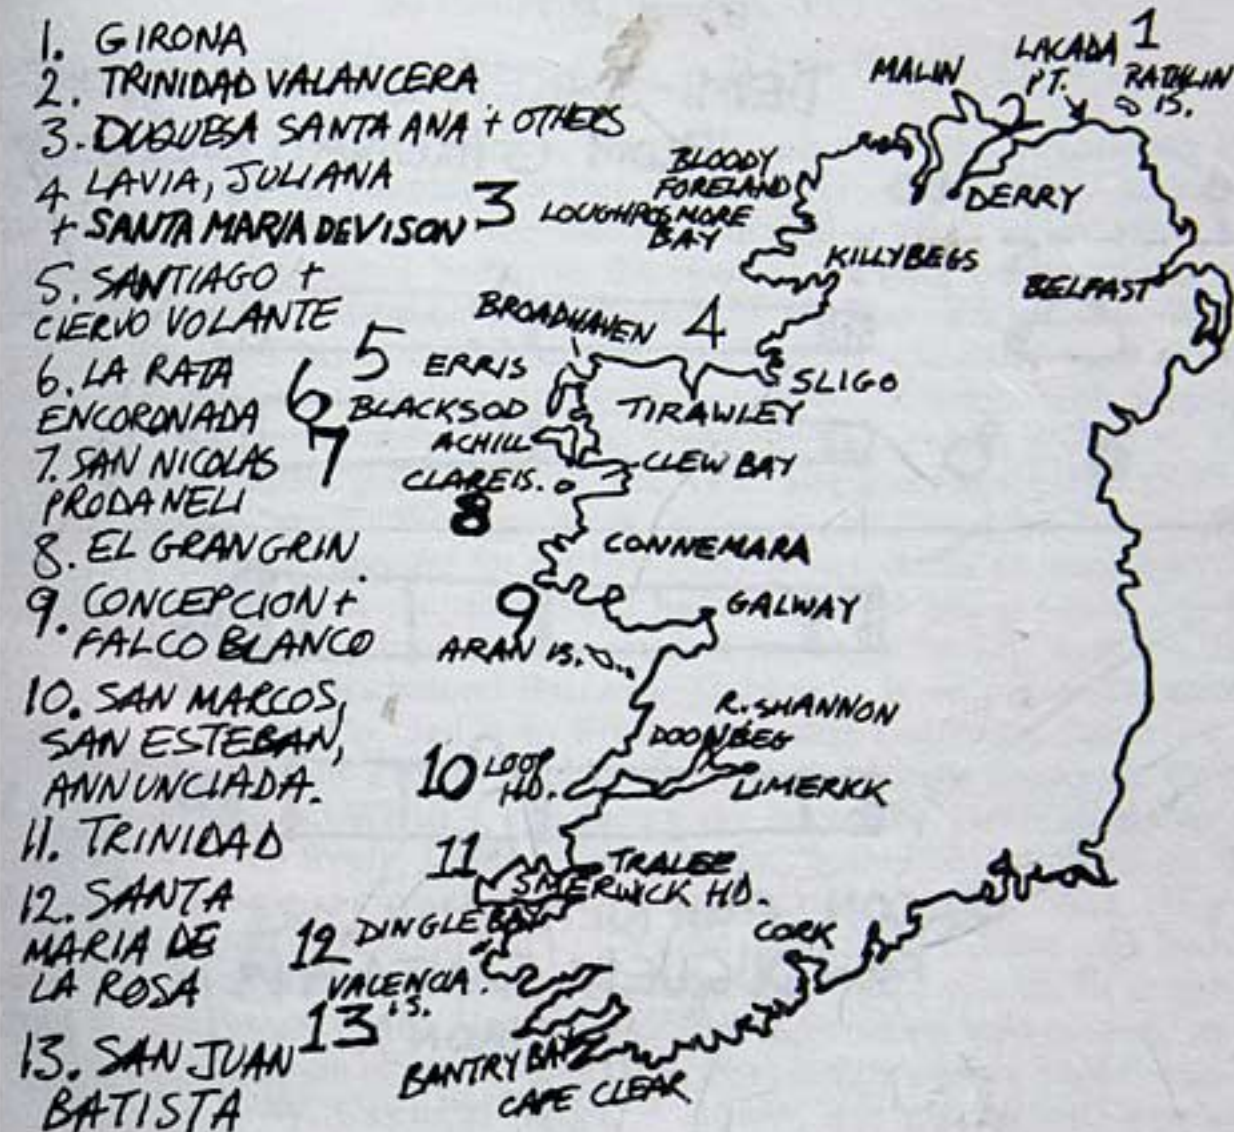 1. GIRONA
2. TRINIDAD VALANCERA
3. DUQUESA SANTA ANA + OTHERS
4 LAVIA, JULIANA
+ SANTA MARIA DEVISON
5. SANTIAGO +
CIERVO VOLANTE
6. LA RATA
ENCORONADA
7. SAN NICOLAS
PRODANELI
8. EL GRANGRIN.
9. CONCEPCION +
FALCO BLANCO
10. SAN MARCOS,
SAN ESTEBAN,
ANNUNCIADA.
11. TRINIDAD
12. SANTA
MARIA DE
LA ROSA
13. SAN JUAN
BATISTA
MALIN
LACADA
PT.
1
RATHLIN
IS.
2
BLOODY
FORELAND
DERRY
3
LOUGHROSMORE
BAY
KILLYBEGS
BELFAST
BROADHAVEN
4
5
ERRIS
SLIGO
6
BLACKSOD
TIRAWLEY
7
ACHILL
CLEW BAY
CLARE IS.
8
CONNEMARA
9
GALWAY
ARAN IS.
R. SHANNON
DOONBEG
10
LOOP
HD.
LIMERICK
11
TRALEE
SMERWICK HD.
12
DINGLE BAY
CORK
VALENCIA
IS.
13
BANTRY BAY
CAPE CLEAR